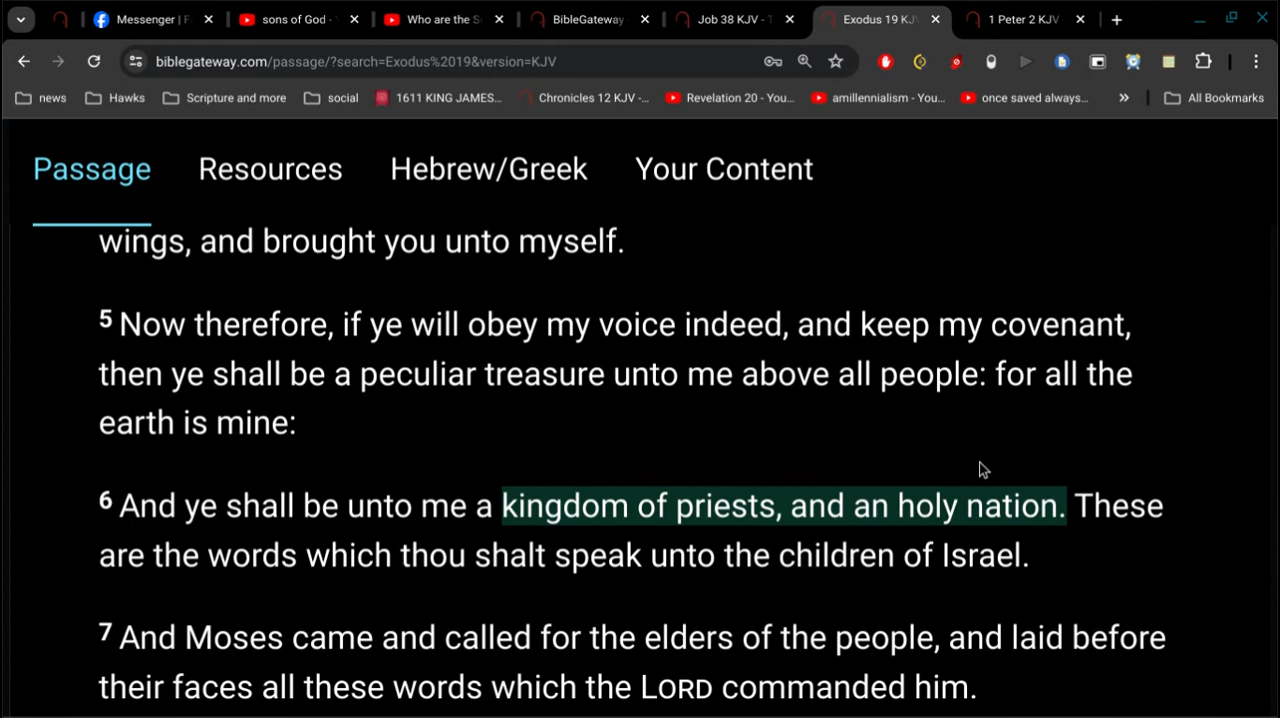 Messenger | F
sons of God -
Who are the S
BibleGateway
Job 38 KJV - T
Exodus 19 KJV
1 Peter 2 KJV
biblegateway.com/passage/?search=Exodus%2019&version=KJV
news
Hawks
Scripture and more
social
1611 KING JAMES...
Chronicles 12 KJV -...
Revelation 20 - You...
amillennialism - You...
once saved always...
All Bookmarks
Passage
Resources
Hebrew/Greek
Your Content
wings, and brought you unto myself.
5 Now therefore, if ye will obey my voice indeed, and keep my covenant,
then ye shall be a peculiar treasure unto me above all people: for all the
earth is mine:
6 And ye shall be unto me a kingdom of priests, and an holy nation. These
are the words which thou shalt speak unto the children of Israel.
7 And Moses came and called for the elders of the people, and laid before
their faces all these words which the LORD commanded him.